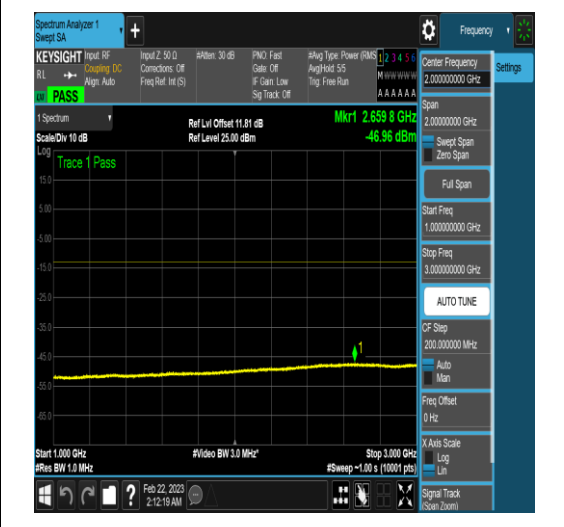 Spectrum Analyzer 1
Swept SA
+
Frequency
KEYSIGHT
Input: RF
Coupling: DC
Align: Auto
Input Z: 50 Ω
Corrections: Off
Freq Ref: Int (S)
#Atten: 30 dB
PNO: Fast
Gate: Off
IF Gain: Low
Sig Track: Off
#Avg Type: Power (RMS
Avg|Hold: 5/5
Trig: Free Run
1 2 3 4 5 6
M W W W W W
A A A A A A
RL
PASS
1 Spectrum
Scale/Div 10 dB
Ref Lvl Offset 11.81 dB
Ref Level 25.00 dBm
Mkr1 2.659 8 GHz
-46.96 dBm
Log
Trace 1 Pass
15.0
5.00
-5.00
-15.0
-25.0
-35.0
-45.0
-55.0
-65.0
1
Start 1.000 GHz
#Res BW 1.0 MHz
#Video BW 3.0 MHz*
Stop 3.000 GHz
#Sweep ~1.00 s (10001 pts)
?
Feb 22, 2023
2:12:19 AM
Center Frequency
2.000000000 GHz
Settings
Span
2.00000000 GHz
Swept Span
Zero Span
Full Span
Start Freq
1.000000000 GHz
Stop Freq
3.000000000 GHz
AUTO TUNE
CF Step
200.000000 MHz
Auto
Man
Freq Offset
0 Hz
X Axis Scale
Log
Lin
Signal Track
(Span Zoom)